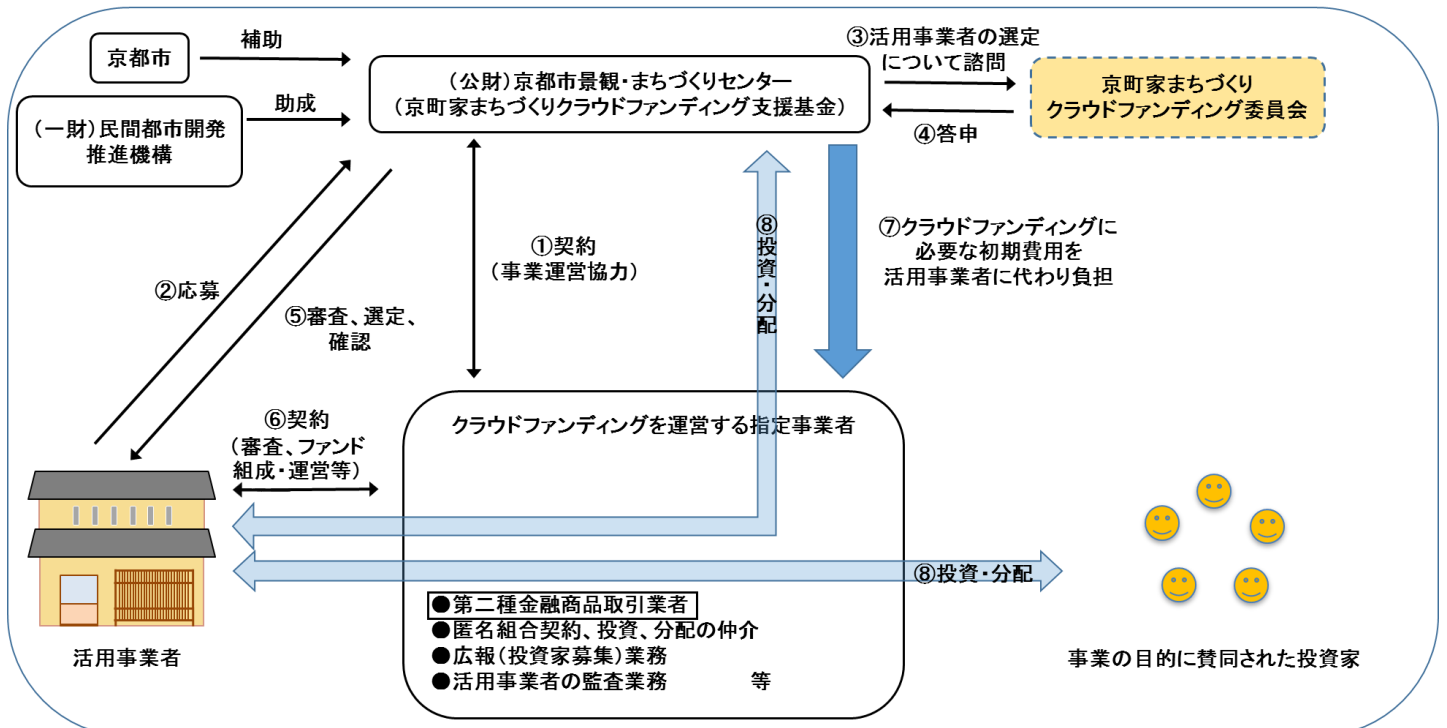 京都市
補助
(一財)民間都市開発
推進機構
助成
(公財)京都市景観・まちづくりセンター
(京町家まちづくりクラウドファンディング支援基金)
③活用事業者の選定
について諮問
京町家まちづくり
クラウドファンディング委員会
④答申
①契約
(事業運営協力)
②応募
⑤審査、選定、
確認
⑧投資・分配
⑦クラウドファンディングに
必要な初期費用を
活用事業者に代わり負担
⑥契約
(審査、ファンド
組成・運営等)
クラウドファンディングを運営する指定事業者
⑧投資・分配
●第二種金融商品取引業者
●匿名組合契約、投資、分配の仲介
●広報(投資家募集)業務
●活用事業者の監査業務　　　等
活用事業者
事業の目的に賛同された投資家